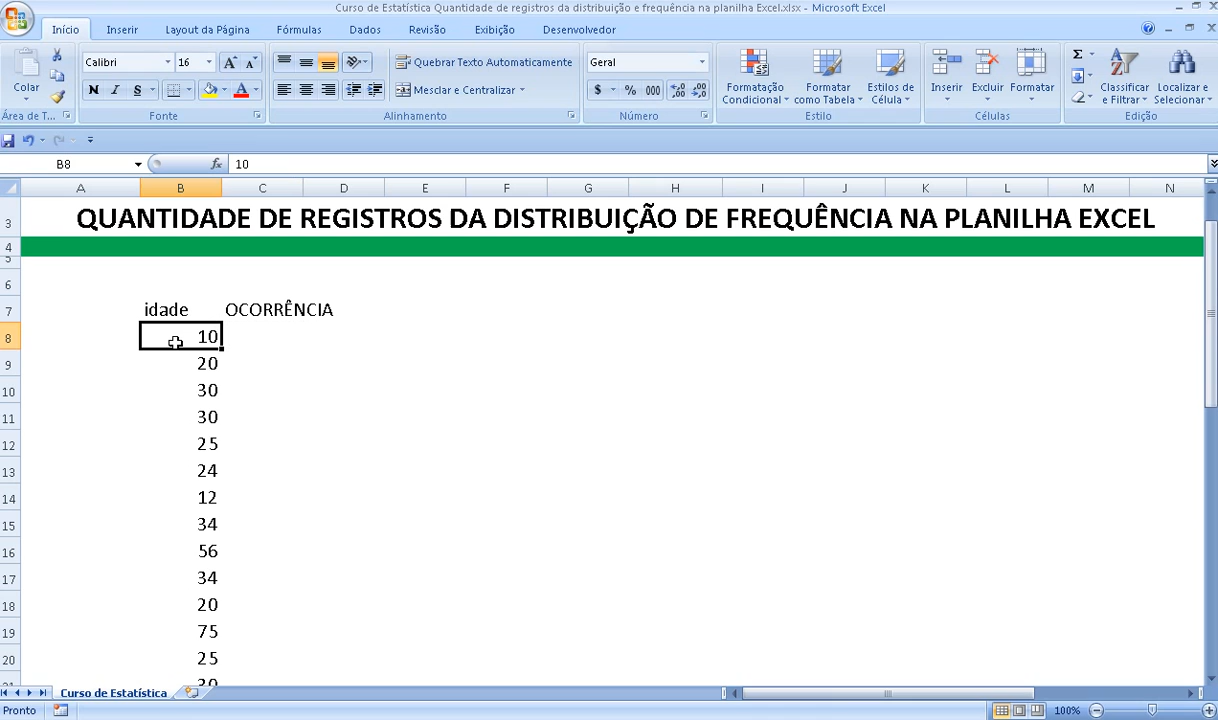 Curso de Estatística Quantidade de registros da distribuição e frequência na planilha Excel.xlsx - Microsoft Excel
Início Inserir Layout da Página Fórmulas Dados Revisão Exibição Desenvolvedor
Calibri 16 Quebrar Texto Automaticamente Geral
Colar N I S Mesclar e Centralizar $ % 000 Formatação Condicional Formatar como Tabela Estilos de Célula Inserir Excluir Formatar Classificar e Filtrar Localizar e Selecionar
Área de T... Fonte Alinhamento Número Estilo Células Edição
B8 fx 10
A B C D E F G H I J K L M N
3 QUANTIDADE DE REGISTROS DA DISTRIBUIÇÃO DE FREQUÊNCIA NA PLANILHA EXCEL
4
5
6
7 idade OCORRÊNCIA
8 10
9 20
10 30
11 30
12 25
13 24
14 12
15 34
16 56
17 34
18 20
19 75
20 25
Curso de Estatística
Pronto 100%